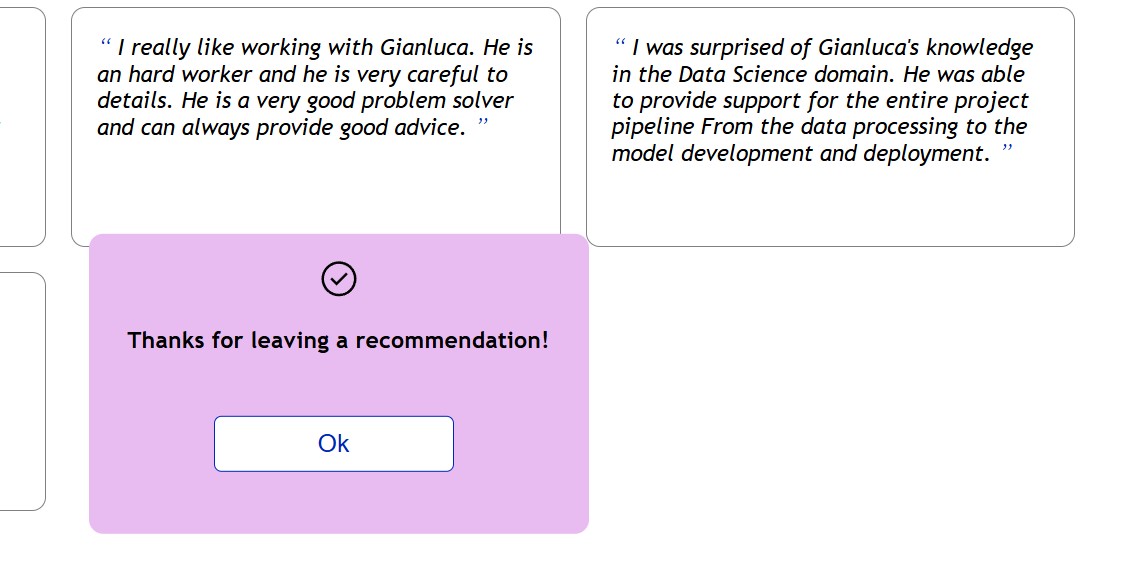 “ I really like working with Gianluca. He is
an hard worker and he is very careful to
details. He is a very good problem solver
and can always provide good advice. ”
“ I was surprised of Gianluca's knowledge
in the Data Science domain. He was able
to provide support for the entire project
pipeline From the data processing to the
model development and deployment. ”
Thanks for leaving a recommendation!
Ok